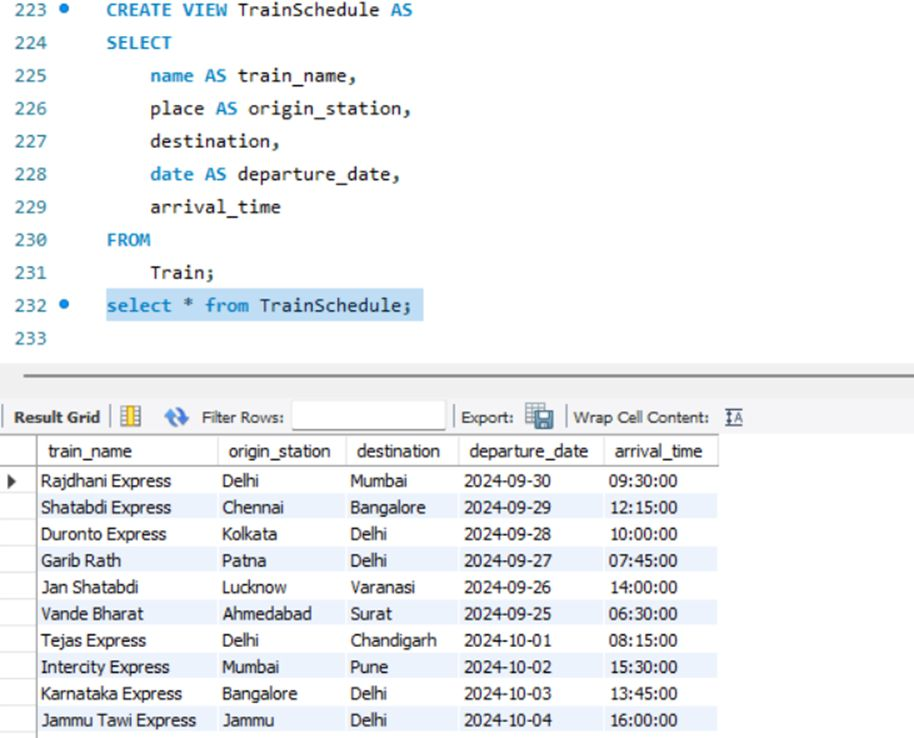 223 CREATE VIEW TrainSchedule AS
224 SELECT
225 name AS train_name,
226 place AS origin_station,
227 destination,
228 date AS departure_date,
229 arrival_time
230 FROM
231 Train;
232 select * from TrainSchedule;
233
Result Grid Filter Rows: Export: Wrap Cell Content:
train_name origin_station destination departure_date arrival_time
Rajdhani Express Delhi Mumbai 2024-09-30 09:30:00
Shatabdi Express Chennai Bangalore 2024-09-29 12:15:00
Duronto Express Kolkata Delhi 2024-09-28 10:00:00
Garib Rath Patna Delhi 2024-09-27 07:45:00
Jan Shatabdi Lucknow Varanasi 2024-09-26 14:00:00
Vande Bharat Ahmedabad Surat 2024-09-25 06:30:00
Tejas Express Delhi Chandigarh 2024-10-01 08:15:00
Intercity Express Mumbai Pune 2024-10-02 15:30:00
Karnataka Express Bangalore Delhi 2024-10-03 13:45:00
Jammu Tawi Express Jammu Delhi 2024-10-04 16:00:00